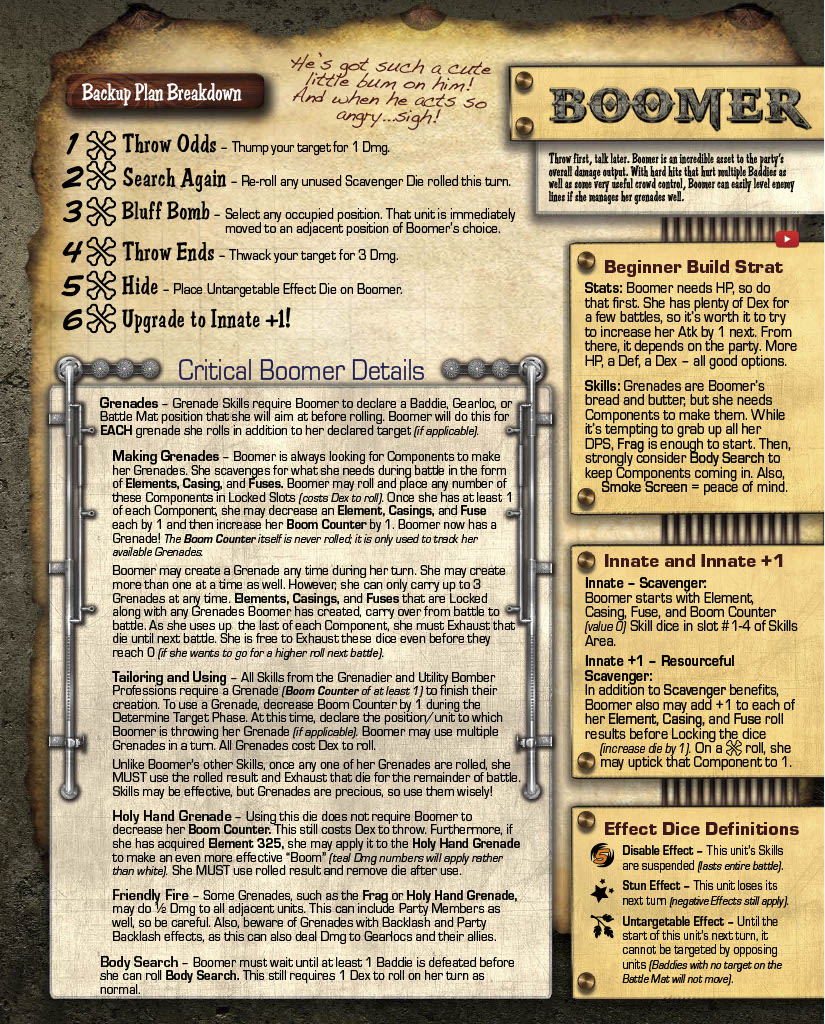 He's got such a cute
little bum on him!
And when he acts so
angry...sigh!
Backup Plan Breakdown
1 Throw Odds – Thump your target for 1 Dmg.
2 Search Again – Re-roll any unused Scavenger Die rolled this turn.
3 Bluff Bomb – Select any occupied position. That unit is immediately
moved to an adjacent position of Boomer's choice.
4 Throw Ends – Thwack your target for 3 Dmg.
5 Hide – Place Untargetable Effect Die on Boomer.
6 Upgrade to Innate +1!
Critical Boomer Details
Grenades – Grenade Skills require Boomer to declare a Baddie, Gearloc, or
Battle Mat position that she will aim at before rolling. Boomer will do this for
EACH grenade she rolls in addition to her declared target (if applicable).
Making Grenades – Boomer is always looking for Components to make
her Grenades. She scavenges for what she needs during battle in the form
of Elements, Casing, and Fuses. Boomer may roll and place any number of
these Components in Locked Slots (costs Dex to roll). Once she has at least 1
of each Component, she may decrease an Element, Casings, and Fuse
each by 1 and then increase her Boom Counter by 1. Boomer now has a
Grenade! The Boom Counter itself is never rolled; it is only used to track her
available Grenades.
Boomer may create a Grenade any time during her turn. She may create
more than one at a time as well. However, she can only carry up to 3
Grenades at any time. Elements, Casings, and Fuses that are Locked
along with any Grenades Boomer has created, carry over from battle to
battle. As she uses up the last of each Component, she must Exhaust that
die until next battle. She is free to Exhaust these dice even before they
reach 0 (if she wants to go for a higher roll next battle).
Tailoring and Using – All Skills from the Grenadier and Utility Bomber
Professions require a Grenade (Boom Counter of at least 1) to finish their
creation. To use a Grenade, decrease Boom Counter by 1 during the
Determine Target Phase. At this time, declare the position/unit to which
Boomer is throwing her Grenade (if applicable). Boomer may use multiple
Grenades in a turn. All Grenades cost Dex to roll.
Unlike Boomer's other Skills, once any one of her Grenades are rolled, she
MUST use the rolled result and Exhaust that die for the remainder of battle.
Skills may be effective, but Grenades are precious, so use them wisely!
Holy Hand Grenade – Using this die does not require Boomer to
decrease her Boom Counter. This still costs Dex to throw. Furthermore, if
she has acquired Element 325, she may apply it to the Holy Hand Grenade
to make an even more effective "Boom" (teal Dmg numbers will apply rather
than white). She MUST use rolled result and remove die after use.
Friendly Fire – Some Grenades, such as the Frag or Holy Hand Grenade,
may do ½ Dmg to all adjacent units. This can include Party Members as
well, so be careful. Also, beware of Grenades with Backlash and Party
Backlash effects, as this can also deal Dmg to Gearlocs and their allies.
Body Search – Boomer must wait until at least 1 Baddie is defeated before
she can roll Body Search. This still requires 1 Dex to roll on her turn as
normal.
BOOMER
Throw first, talk later. Boomer is an incredible asset to the party's
overall damage output. With hard hits that hurt multiple Baddies as
well as some very useful crowd control, Boomer can easily level enemy
lines if she manages her grenades well.
Beginner Build Strat
Stats: Boomer needs HP, so do
that first. She has plenty of Dex for
a few battles, so it's worth it to try
to increase her Atk by 1 next. From
there, it depends on the party. More
HP, a Def, a Dex – all good options.
Skills: Grenades are Boomer's
bread and butter, but she needs
Components to make them. While
it's tempting to grab up all her
DPS, Frag is enough to start. Then,
strongly consider Body Search to
keep Components coming in. Also,
Smoke Screen = peace of mind.
Innate and Innate +1
Innate – Scavenger:
Boomer starts with Element,
Casing, Fuse, and Boom Counter
(value 0) Skill dice in slot #1-4 of Skills
Area.
Innate +1 – Resourceful
Scavenger:
In addition to Scavenger benefits,
Boomer also may add +1 to each of
her Element, Casing, and Fuse roll
results before Locking the dice
(increase die by 1). On a roll, she
may uptick that Component to 1.
Effect Dice Definitions
Disable Effect – This unit's Skills
are suspended (lasts entire battle).
Stun Effect – This unit loses its
next turn (negative Effects still apply).
Untargetable Effect – Until the
start of this unit's next turn, it
cannot be targeted by opposing
units (Baddies with no target on the
Battle Mat will not move).